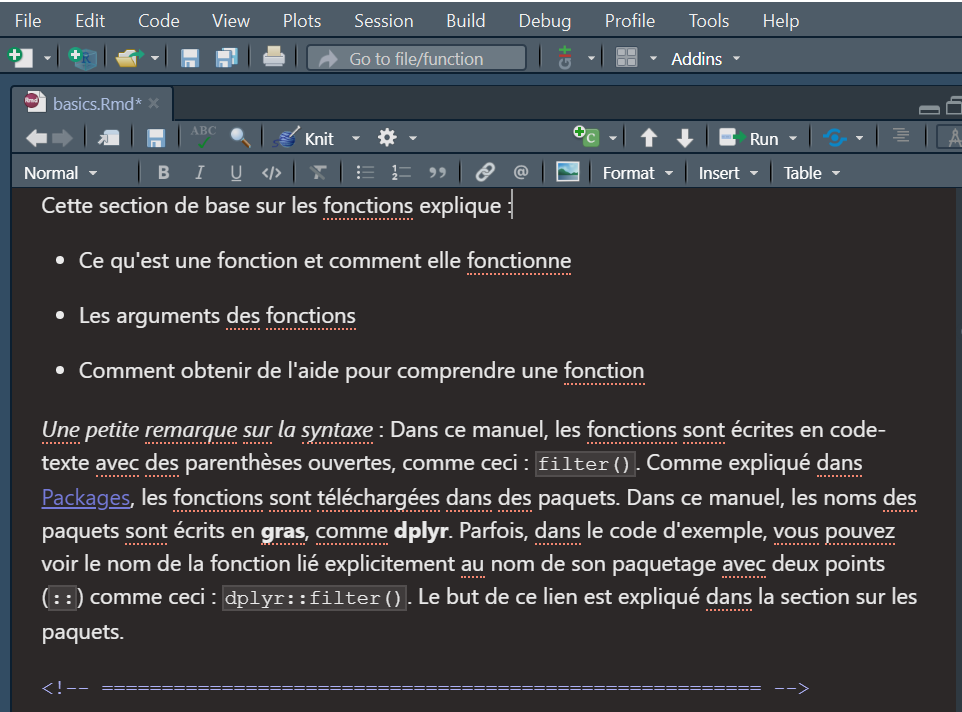 File Edit Code View Plots Session Build Debug Profile Tools Help
Go to file/function Addins
basics.Rmd*
ABC Knit Run
Normal B I U </> Format Insert Table
Cette section de base sur les fonctions explique :
• Ce qu'est une fonction et comment elle fonctionne
• Les arguments des fonctions
• Comment obtenir de l'aide pour comprendre une fonction
Une petite remarque sur la syntaxe : Dans ce manuel, les fonctions sont écrites en code-
texte avec des parenthèses ouvertes, comme ceci : filter(). Comme expliqué dans
Packages, les fonctions sont téléchargées dans des paquets. Dans ce manuel, les noms des
paquets sont écrits en gras, comme dplyr. Parfois, dans le code d'exemple, vous pouvez
voir le nom de la fonction lié explicitement au nom de son paquetage avec deux points
(::) comme ceci : dplyr::filter(). Le but de ce lien est expliqué dans la section sur les
paquets.
<!-- ======================================================= -->